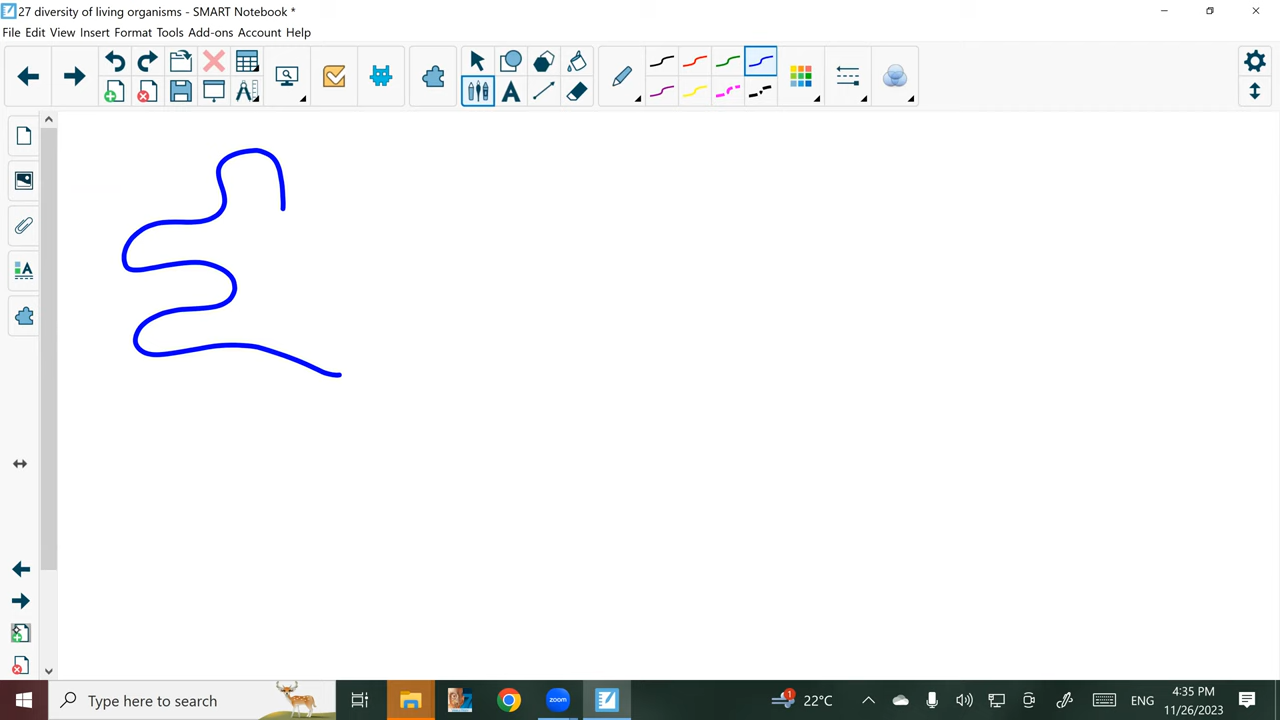 27 diversity of living organisms - SMART Notebook *
File Edit View Insert Format Tools Add-ons Account Help
Type here to search
1
22°C
ENG
4:35 PM
11/26/2023